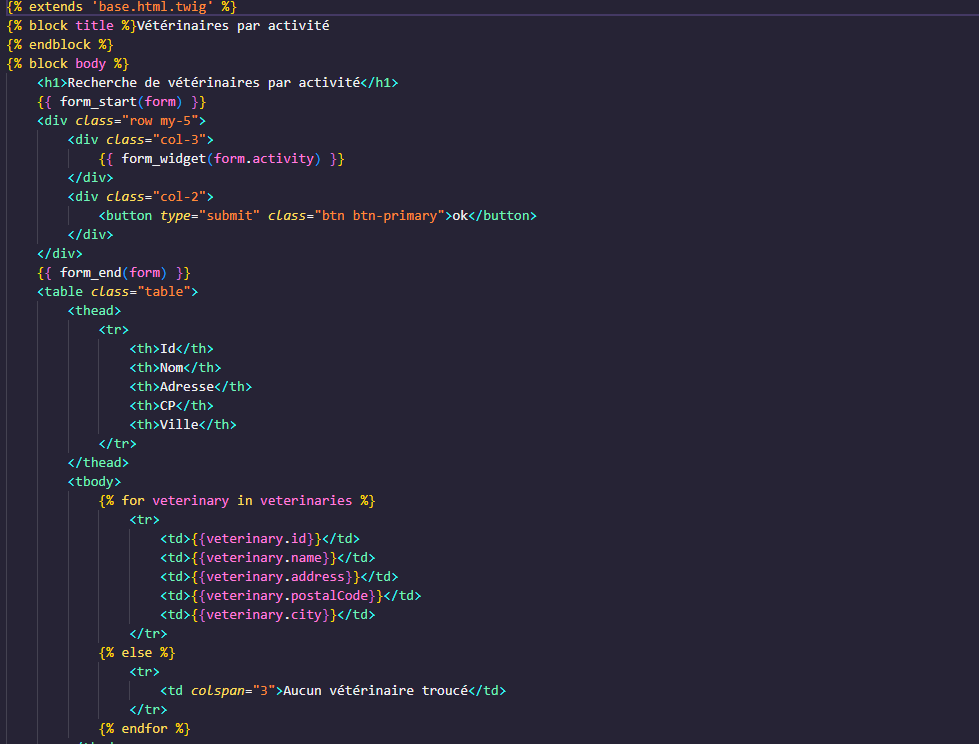 {% extends 'base.html.twig' %}
{% block title %}Vétérinaires par activité
{% endblock %}
{% block body %}
    <h1>Recherche de vétérinaires par activité</h1>
    {{ form_start(form) }}
    <div class="row my-5">
        <div class="col-3">
            {{ form_widget(form.activity) }}
        </div>
        <div class="col-2">
            <button type="submit" class="btn btn-primary">ok</button>
        </div>
    </div>
    {{ form_end(form) }}
    <table class="table">
        <thead>
            <tr>
                <th>Id</th>
                <th>Nom</th>
                <th>Adresse</th>
                <th>CP</th>
                <th>Ville</th>
            </tr>
        </thead>
        <tbody>
            {% for veterinary in veterinaries %}
                <tr>
                    <td>{{veterinary.id}}</td>
                    <td>{{veterinary.name}}</td>
                    <td>{{veterinary.address}}</td>
                    <td>{{veterinary.postalCode}}</td>
                    <td>{{veterinary.city}}</td>
                </tr>
            {% else %}
                <tr>
                    <td colspan="3">Aucun vétérinaire troucé</td>
                </tr>
            {% endfor %}